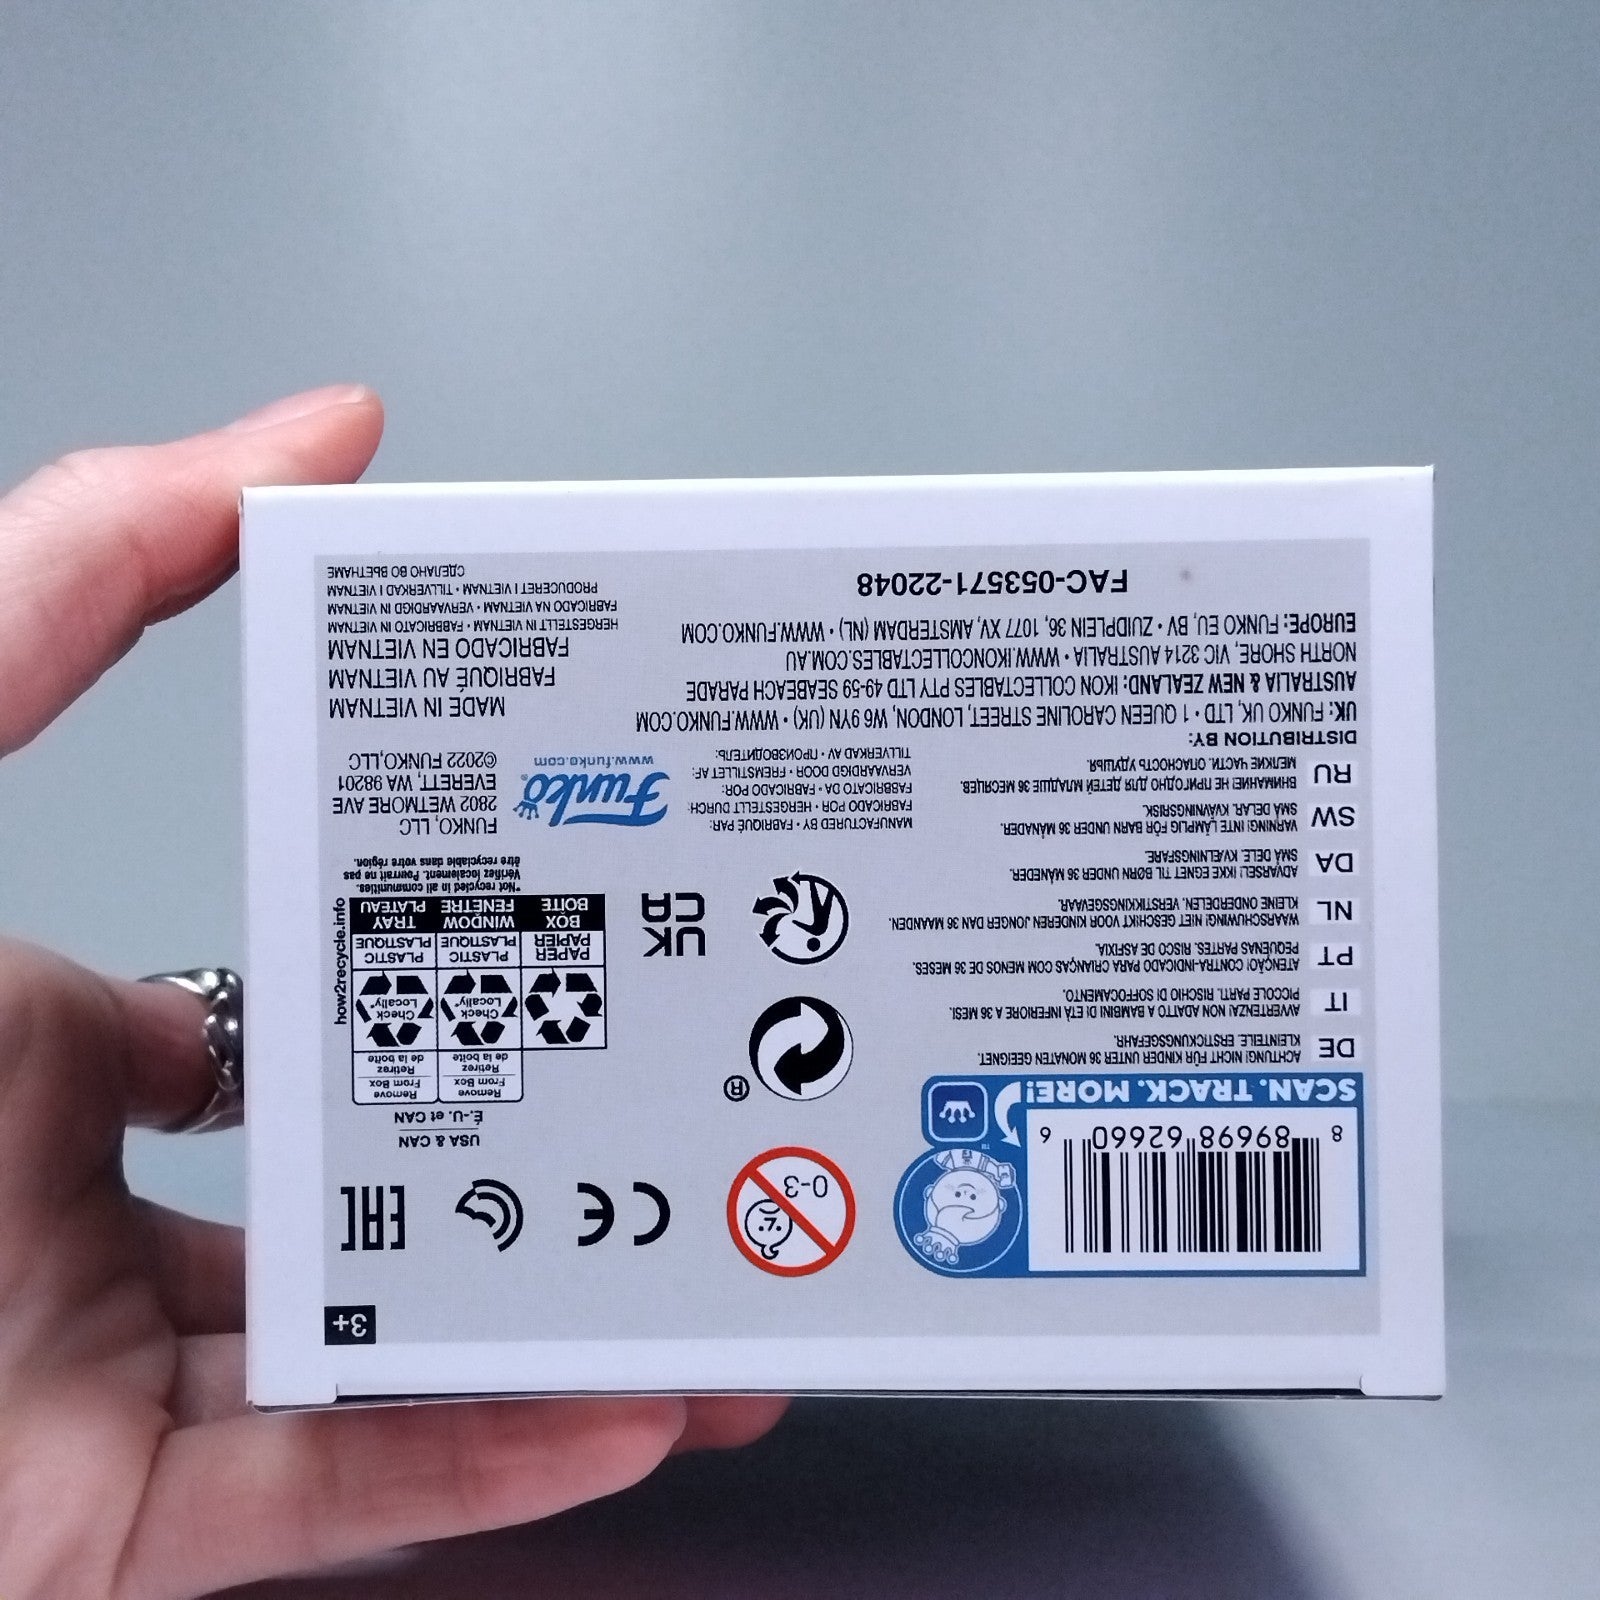 3+
8 89698 62660 6
SCAN. TRACK. MORE!
TM
0-3
CE
EAC
DE ACHTUNG! NICHT FÜR KINDER UNTER 36 MONATEN GEEIGNET.
KLEINTEILE. ERSTICKUNGSGEFAHR.
IT AVVERTENZA! NON ADATTO A BAMBINI DI ETÀ INFERIORE A 36 MESI.
PICCOLE PARTI. RISCHIO DI SOFFOCAMENTO.
PT ATENÇÃO! CONTRA-INDICADO PARA CRIANÇAS COM MENOS DE 36 MESES.
PEQUENAS PARTES. RISCO DE ASFIXIA.
NL WAARSCHUWING! NIET GESCHIKT VOOR KINDEREN JONGER DAN 36 MAANDEN.
KLEINE ONDERDELEN. VERSTIKKINGSGEVAAR.
DA ADVARSEL! IKKE EGNET TIL BØRN UNDER 36 MÅNEDER.
SMÅ DELE. KVÆLNINGSFARE.
SW VARNING! INTE LÄMPLIG FÖR BARN UNDER 36 MÅNADER.
SMÅ DELAR. KVÄVNINGSRISK.
RU ВНИМАНИЕ! НЕ ПРИГОДНО ДЛЯ ДЕТЕЙ МЛАДШЕ 36 МЕСЯЦЕВ.
МЕЛКИЕ ЧАСТИ. ОПАСНОСТЬ УДУШЬЯ.
®
UK
CA
USA & CAN
É.-U. et CAN
Remove
From Box
Retirez
de la boîte
Remove
From Box
Retirez
de la boîte
Check
Locally*
Check
Locally*
PAPER
PAPIER
PLASTIC
PLASTIQUE
PLASTIC
PLASTIQUE
BOX
BOÎTE
WINDOW
FENÊTRE
TRAY
PLATEAU
how2recycle.info
*Not recycled in all communities.
Vérifiez localement. Pourrait ne pas
être recyclable dans votre région.
MANUFACTURED BY • FABRIQUÉ PAR:
FABRICADO POR • HERGESTELLT DURCH:
FABBRICATO DA • FABRICADO POR:
VERVAARDIGD DOOR • FREMSTILLET AF:
TILLVERKAD AV • ПРОИЗВОДИТЕЛЬ:
Funko®
www.funko.com
FUNKO, LLC
2802 WETMORE AVE
EVERETT, WA 98201
©2022 FUNKO,LLC
DISTRIBUTION BY:
UK: FUNKO UK, LTD • 1 QUEEN CAROLINE STREET, LONDON, W6 9YN (UK) • WWW.FUNKO.COM
AUSTRALIA & NEW ZEALAND: IKON COLLECTABLES PTY LTD 49-59 SEABEACH PARADE
NORTH SHORE, VIC 3214 AUSTRALIA • WWW.IKONCOLLECTABLES.COM.AU
EUROPE: FUNKO EU, BV • ZUIDPLEIN 36, 1077 XV, AMSTERDAM (NL) • WWW.FUNKO.COM
FAC-053571-22048
MADE IN VIETNAM
FABRIQUÉ AU VIETNAM
FABRICADO EN VIETNAM
HERGESTELLT IN VIETNAM • FABBRICATO IN VIETNAM
FABRICADO NA VIETNAM • VERVAARDIGD IN VIETNAM
PRODUCERET I VIETNAM • TILLVERKAD I VIETNAM
СДЕЛАНО ВО ВЬЕТНАМЕ